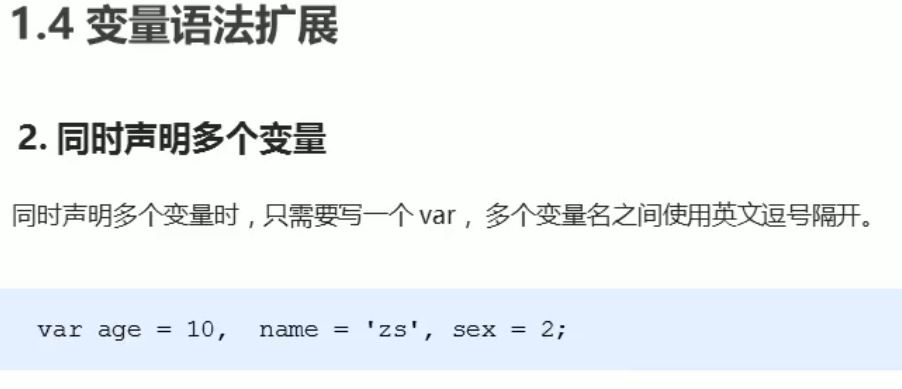 1.4 变量语法扩展
2. 同时声明多个变量
同时声明多个变量时，只需要写一个 var， 多个变量名之间使用英文逗号隔开。
var age = 10,  name = 'zs', sex = 2;